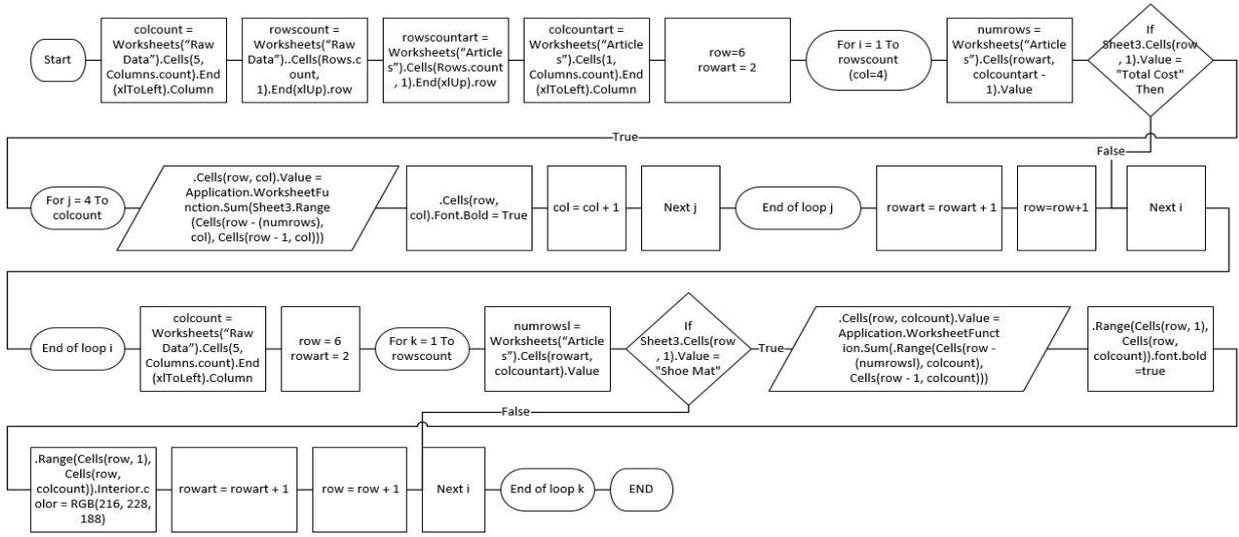 Start
colcount =
Worksheets(“Raw
Data”).Cells(5,
Columns.count).End
(xlToLeft).Column
rowscount =
Worksheets(“Raw
Data”)..Cells(Rows.c
ount,
1).End(xlUp).row
rowscountart =
Worksheets(“Article
s”).Cells(Rows.count
, 1).End(xlUp).row
colcountart =
Worksheets(“Article
s”).Cells(1,
Columns.count).End
(xlToLeft).Column
row=6
rowart = 2
For i = 1 To
rowscount
(col=4)
numrows =
Worksheets(“Article
s”).Cells(rowart,
colcountart -
1).Value
If
Sheet3.Cells(row
, 1).Value =
"Total Cost"
Then
True
False
For j = 4 To
colcount
.Cells(row, col).Value =
Application.WorksheetFu
nction.Sum(Sheet3.Range
(Cells(row - (numrows),
col), Cells(row - 1, col)))
.Cells(row,
col).Font.Bold = True
col = col + 1
Next j
End of loop j
rowart = rowart + 1
row=row+1
Next i
End of loop i
colcount =
Worksheets(“Raw
Data”).Cells(5,
Columns.count).End
(xlToLeft).Column
row = 6
rowart = 2
For k = 1 To
rowscount
numrowsl =
Worksheets(“Article
s”).Cells(rowart,
colcountart).Value
If
Sheet3.Cells(row
, 1).Value =
"Shoe Mat"
True
.Cells(row, colcount).Value =
Application.WorksheetFunct
ion.Sum(.Range(Cells(row -
(numrowsl), colcount),
Cells(row - 1, colcount)))
.Range(Cells(row, 1),
Cells(row,
colcount)).font.bold
=true
False
.Range(Cells(row, 1),
Cells(row,
colcount)).Interior.c
olor = RGB(216, 228,
188)
rowart = rowart + 1
row = row + 1
Next i
End of loop k
END